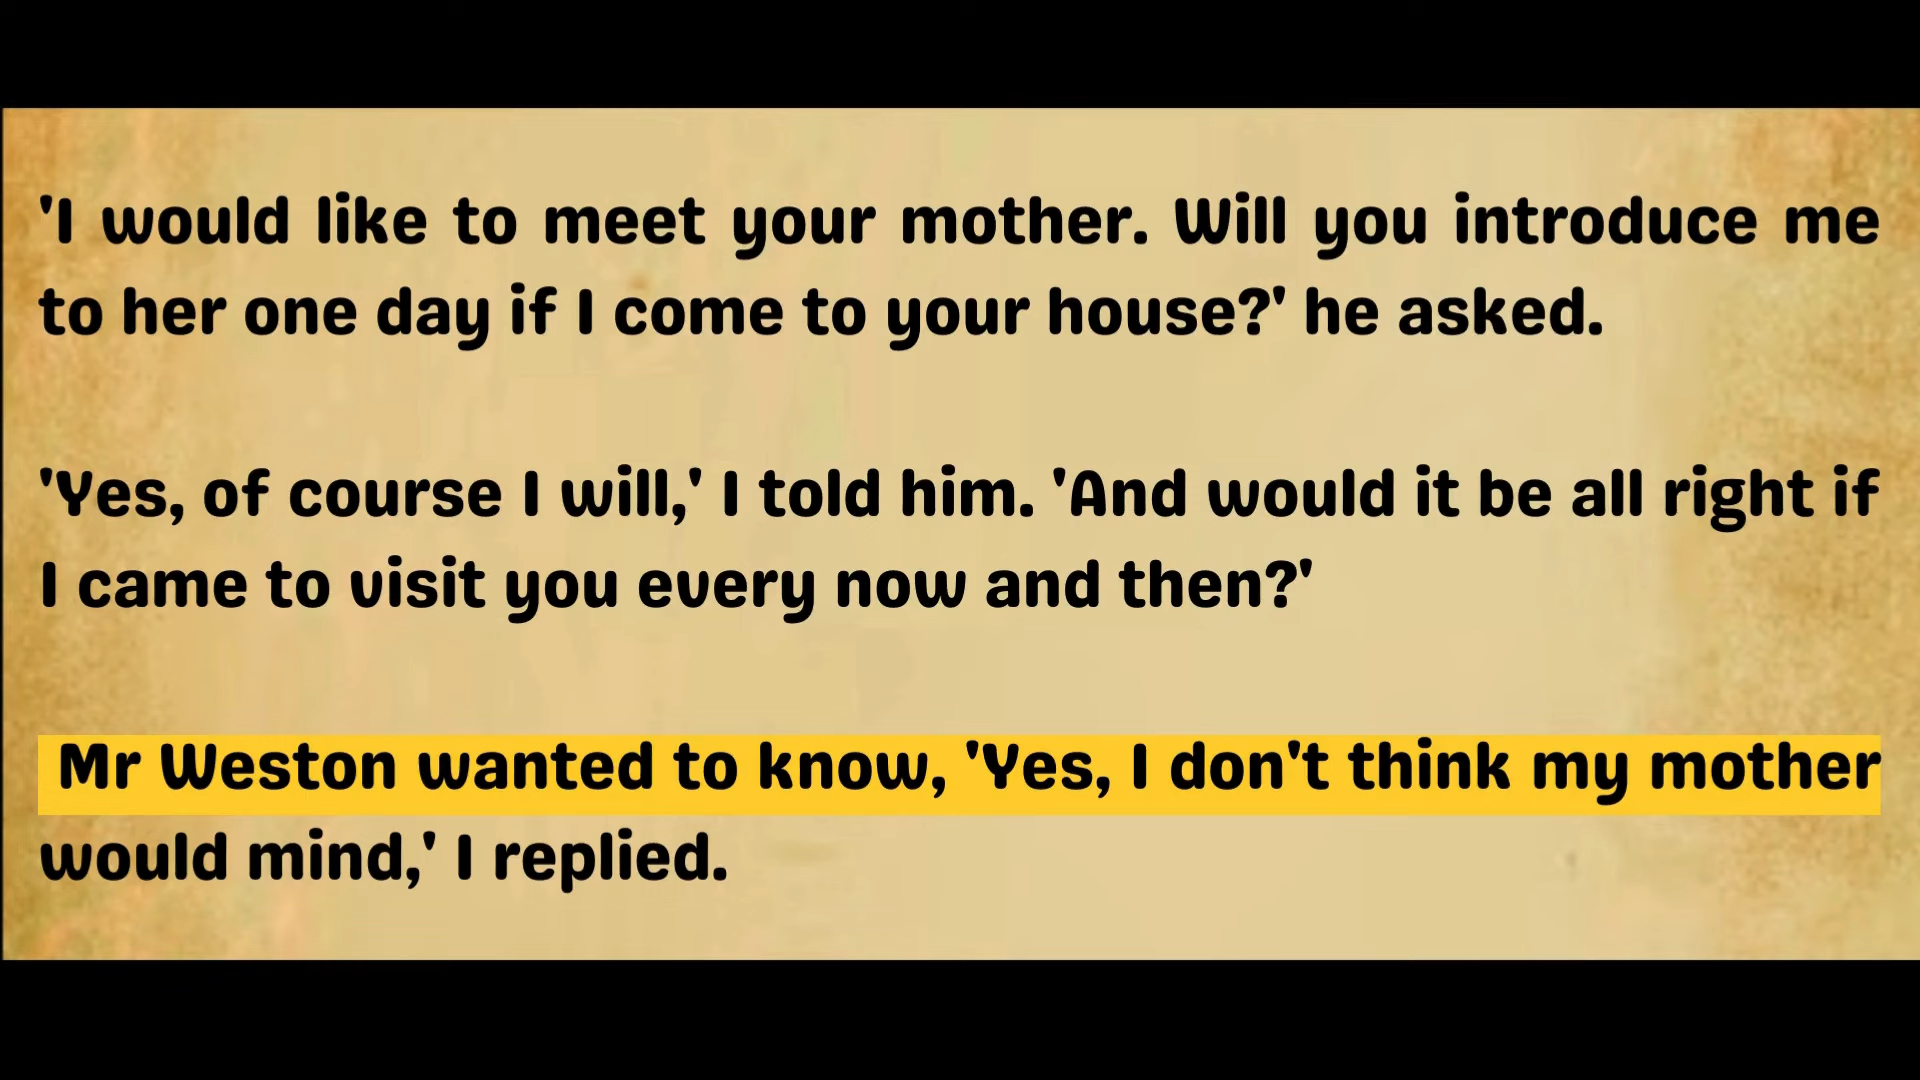 'I would like to meet your mother. Will you introduce me
to her one day if I come to your house?' he asked.
'Yes, of course I will,' I told him. 'And would it be all right if
I came to visit you every now and then?'
Mr Weston wanted to know, 'Yes, I don't think my mother
would mind,' I replied.